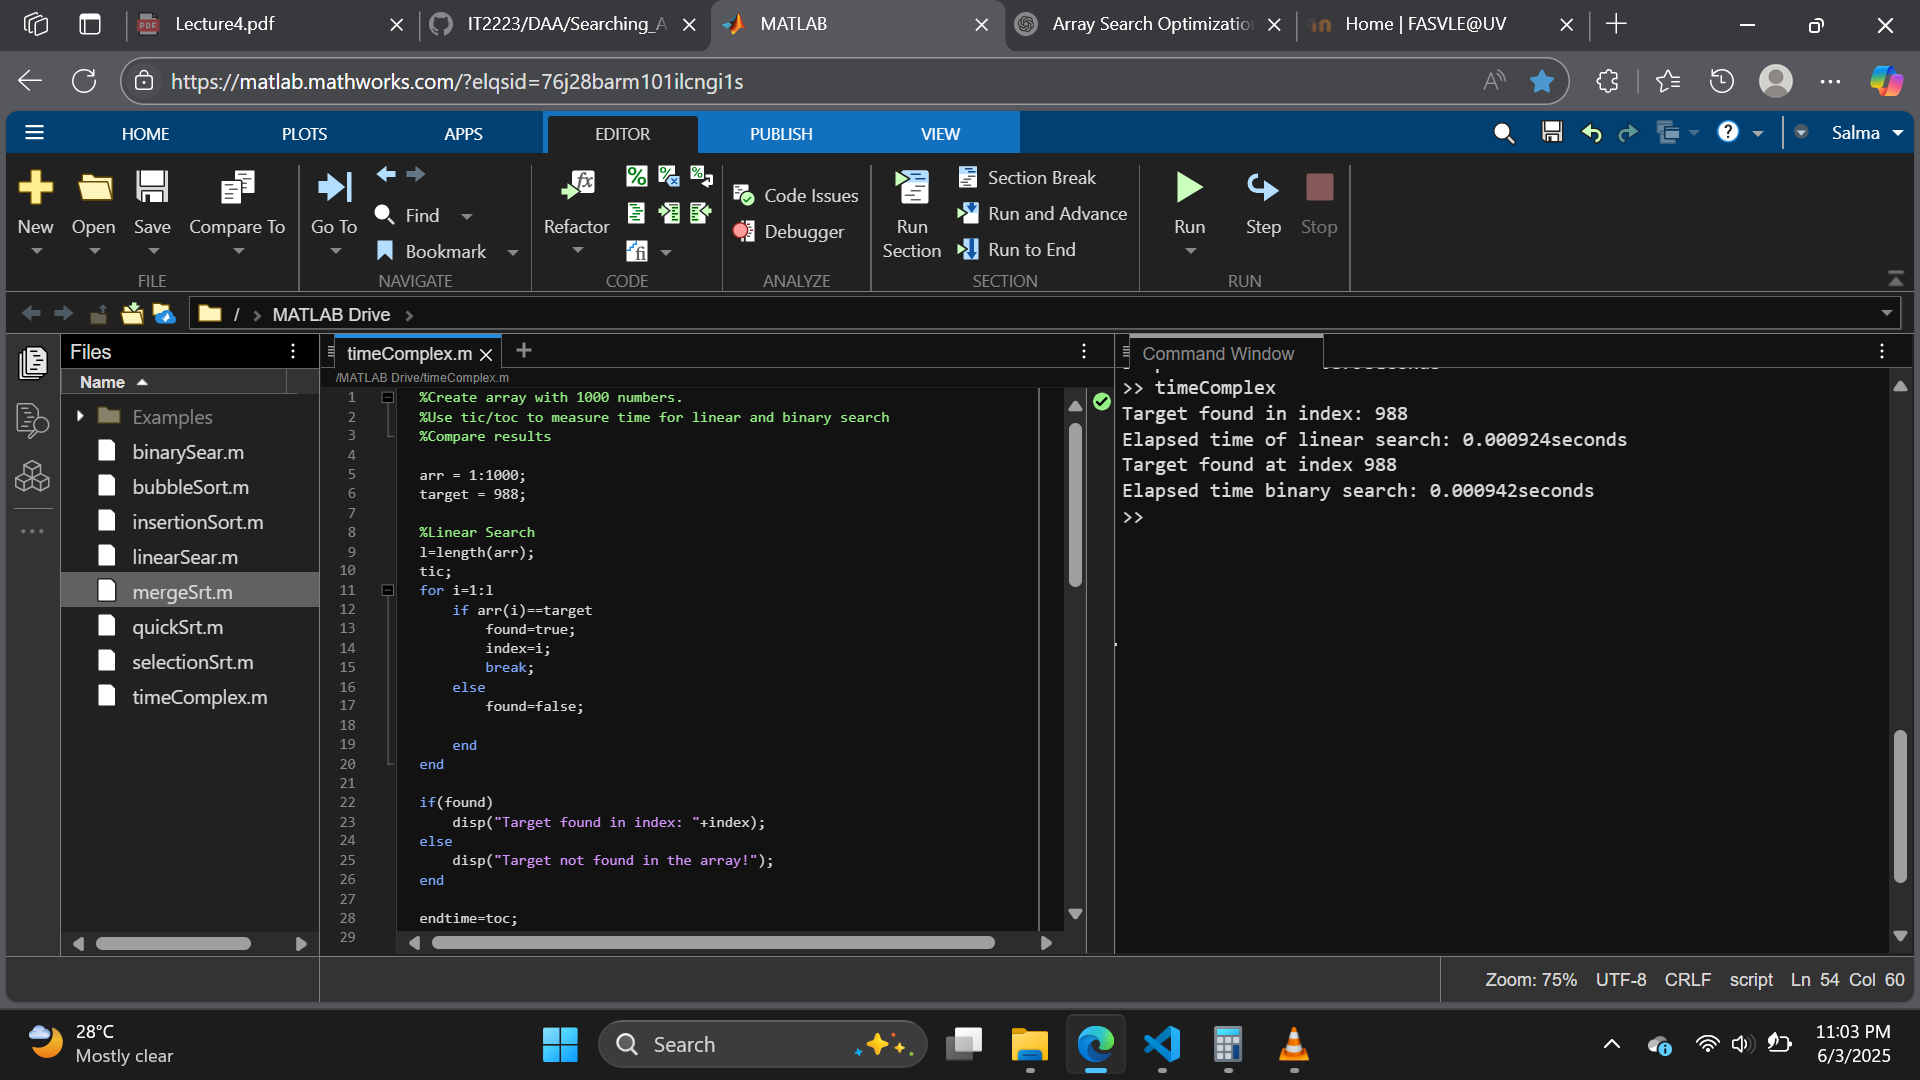 Lecture4.pdf
IT2223/DAA/Searching_A
MATLAB
Array Search Optimizatio
Home | FASVLE@UV
https://matlab.mathworks.com/?elqsid=76j28barm101ilcngi1s
HOME
PLOTS
APPS
EDITOR
PUBLISH
VIEW
Salma
New
Open
Save
Compare To
FILE
Go To
Find
Bookmark
NAVIGATE
Refactor
CODE
Code Issues
Debugger
ANALYZE
Run Section
Section Break
Run and Advance
Run to End
SECTION
Run
Step
Stop
RUN
/ > MATLAB Drive >
Files
Name
Examples
binarySear.m
bubbleSort.m
insertionSort.m
linearSear.m
mergeSrt.m
quickSrt.m
selectionSrt.m
timeComplex.m
timeComplex.m
/MATLAB Drive/timeComplex.m
1 %Create array with 1000 numbers.
2 %Use tic/toc to measure time for linear and binary search
3 %Compare results
4
5 arr = 1:1000;
6 target = 988;
7
8 %Linear Search
9 l=length(arr);
10 tic;
11 for i=1:l
12 if arr(i)==target
13 found=true;
14 index=i;
15 break;
16 else
17 found=false;
18
19 end
20 end
21
22 if(found)
23 disp("Target found in index: "+index);
24 else
25 disp("Target not found in the array!");
26 end
27
28 endtime=toc;
29
Command Window
>> timeComplex
Target found in index: 988
Elapsed time of linear search: 0.000924seconds
Target found at index 988
Elapsed time binary search: 0.000942seconds
>>
Zoom: 75% UTF-8 CRLF script Ln 54 Col 60
28°C
Mostly clear
Search
11:03 PM
6/3/2025